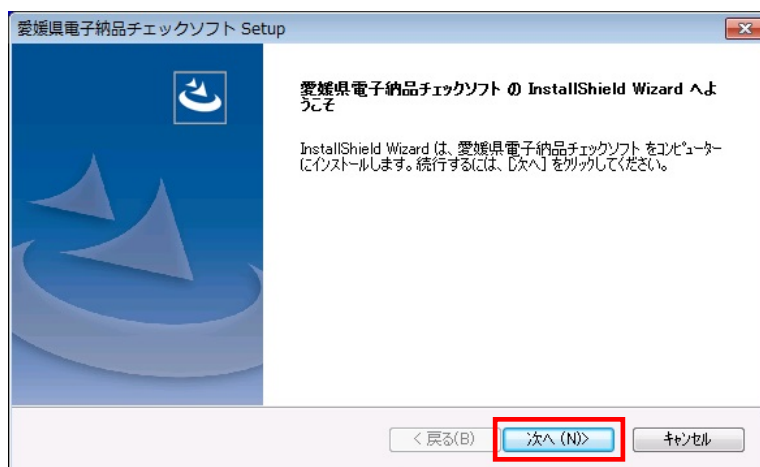 愛媛県電子納品チェックソフト Setup
愛媛県電子納品チェックソフト の InstallShield Wizard へよ
うこそ
InstallShield Wizard は、愛媛県電子納品チェックソフト をコンピューター
にインストールします。続行するには、[次へ] をクリックしてください。
< 戻る(B) 次へ (N)> キャンセル